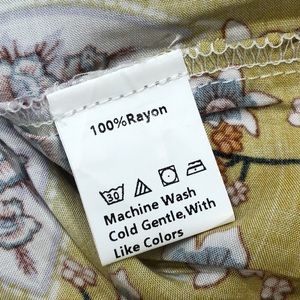 100%Rayon
30
Machine Wash
Cold Gentle,With
Like Colors